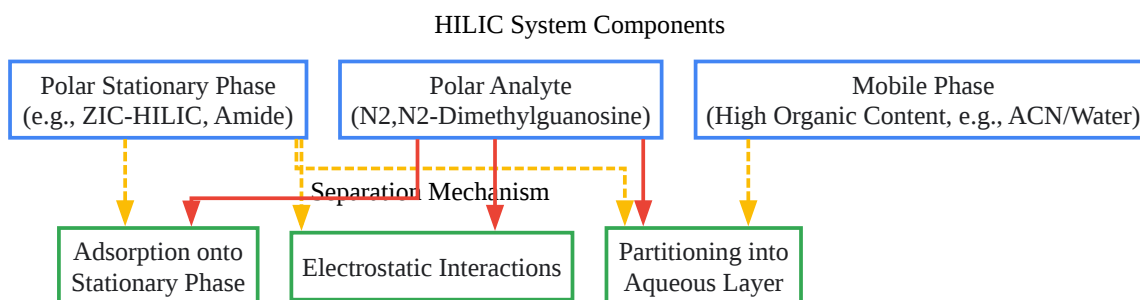 HILIC System Components
Polar Stationary Phase
(e.g., ZIC-HILIC, Amide)
Polar Analyte
(N2,N2-Dimethylguanosine)
Mobile Phase
(High Organic Content, e.g., ACN/Water)
Separation Mechanism
Adsorption onto
Stationary Phase
Electrostatic Interactions
Partitioning into
Aqueous Layer